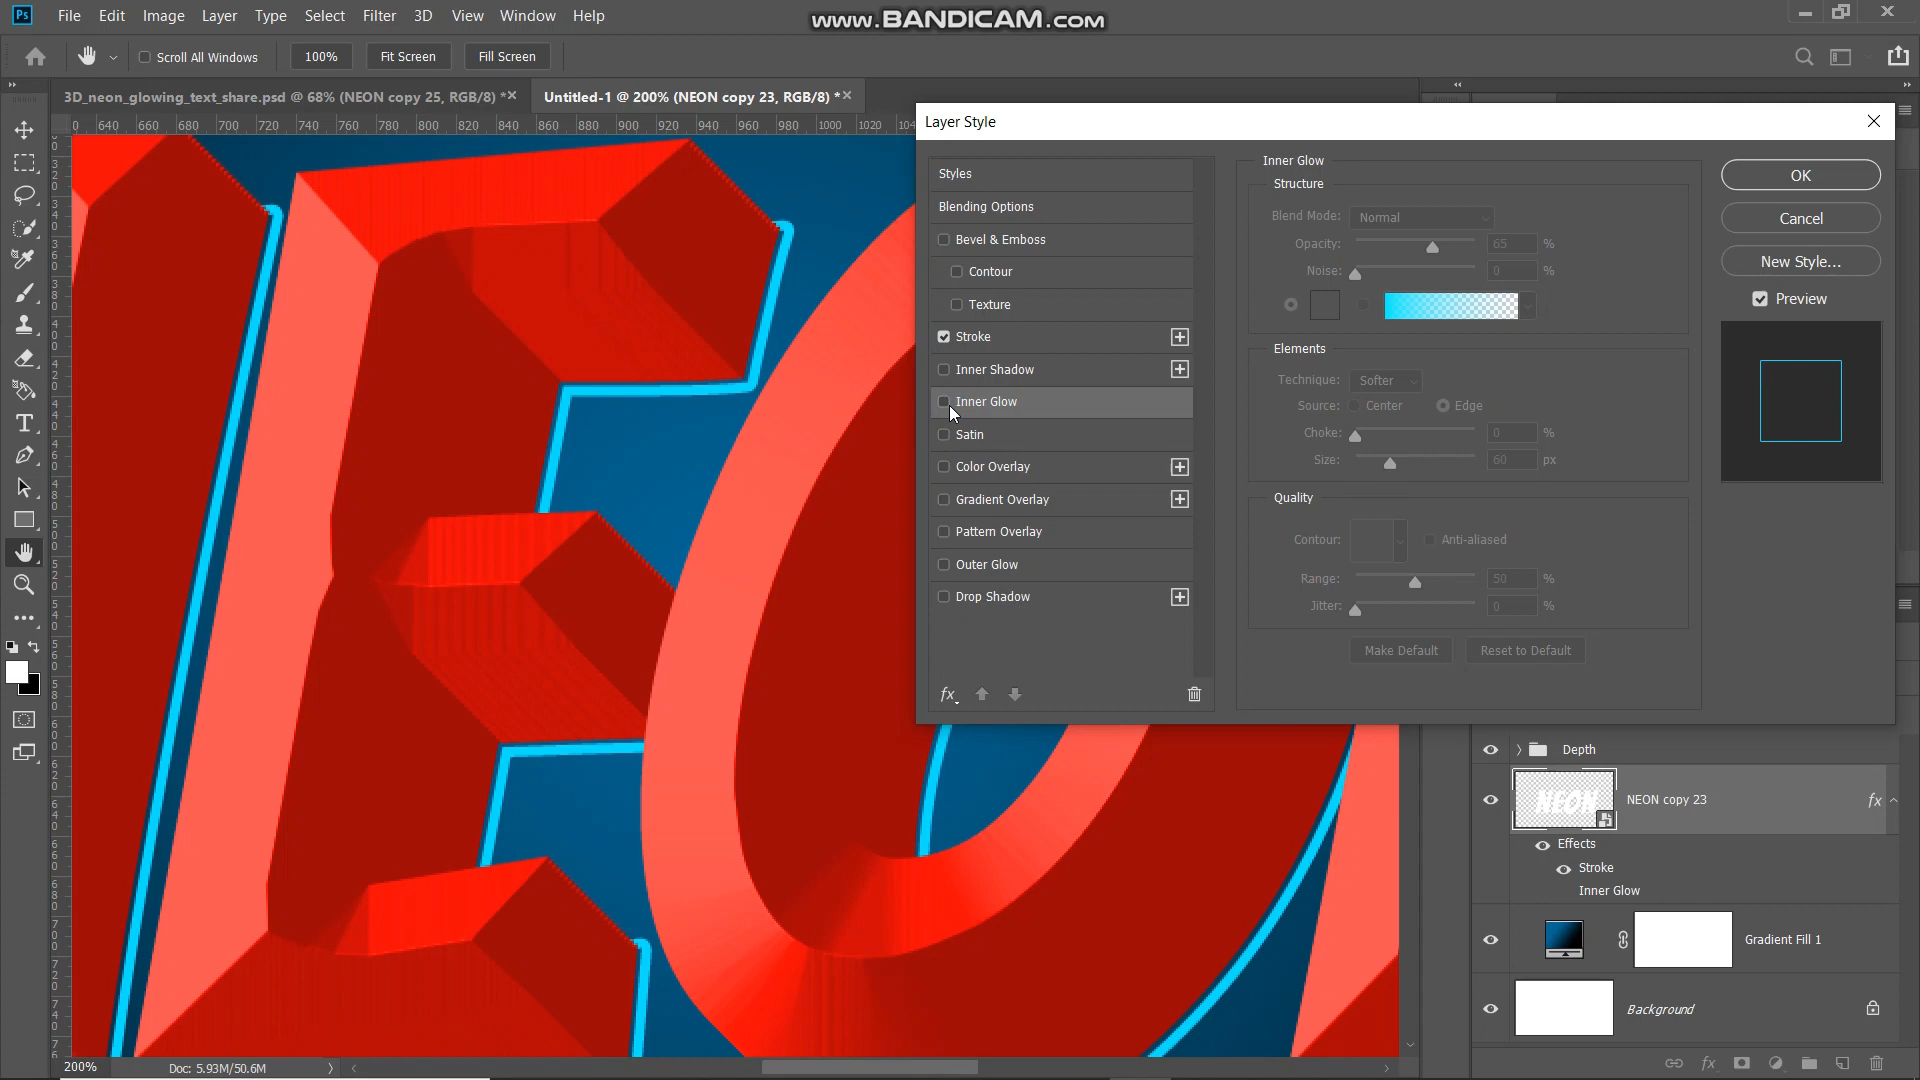 Ps File Edit Image Layer Type Select Filter 3D View Window Help
www.BANDICAM.com
Scroll All Windows 100% Fit Screen Fill Screen
3D_neon_glowing_text_share.psd @ 68% (NEON copy 25, RGB/8) *
Untitled-1 @ 200% (NEON copy 23, RGB/8) *
0 640 660 680 700 720 740 760 780 800 820 840 860 880 900 920 940 960 980 1000 1020
Layer Style
Styles
Blending Options
Bevel & Emboss
Contour
Texture
Stroke
Inner Shadow
Inner Glow
Satin
Color Overlay
Gradient Overlay
Pattern Overlay
Outer Glow
Drop Shadow
fx
Inner Glow
Structure
Blend Mode: Normal
Opacity: 65 %
Noise: 0 %
Elements
Technique: Softer
Source: Center Edge
Choke: 0 %
Size: 60 px
Quality
Contour: Anti-aliased
Range: 50 %
Jitter: 0 %
Make Default Reset to Default
OK
Cancel
New Style...
Preview
Depth
NEON
NEON copy 23 fx
Effects
Stroke
Inner Glow
Gradient Fill 1
Background
fx
200% Doc: 5.93M/50.6M